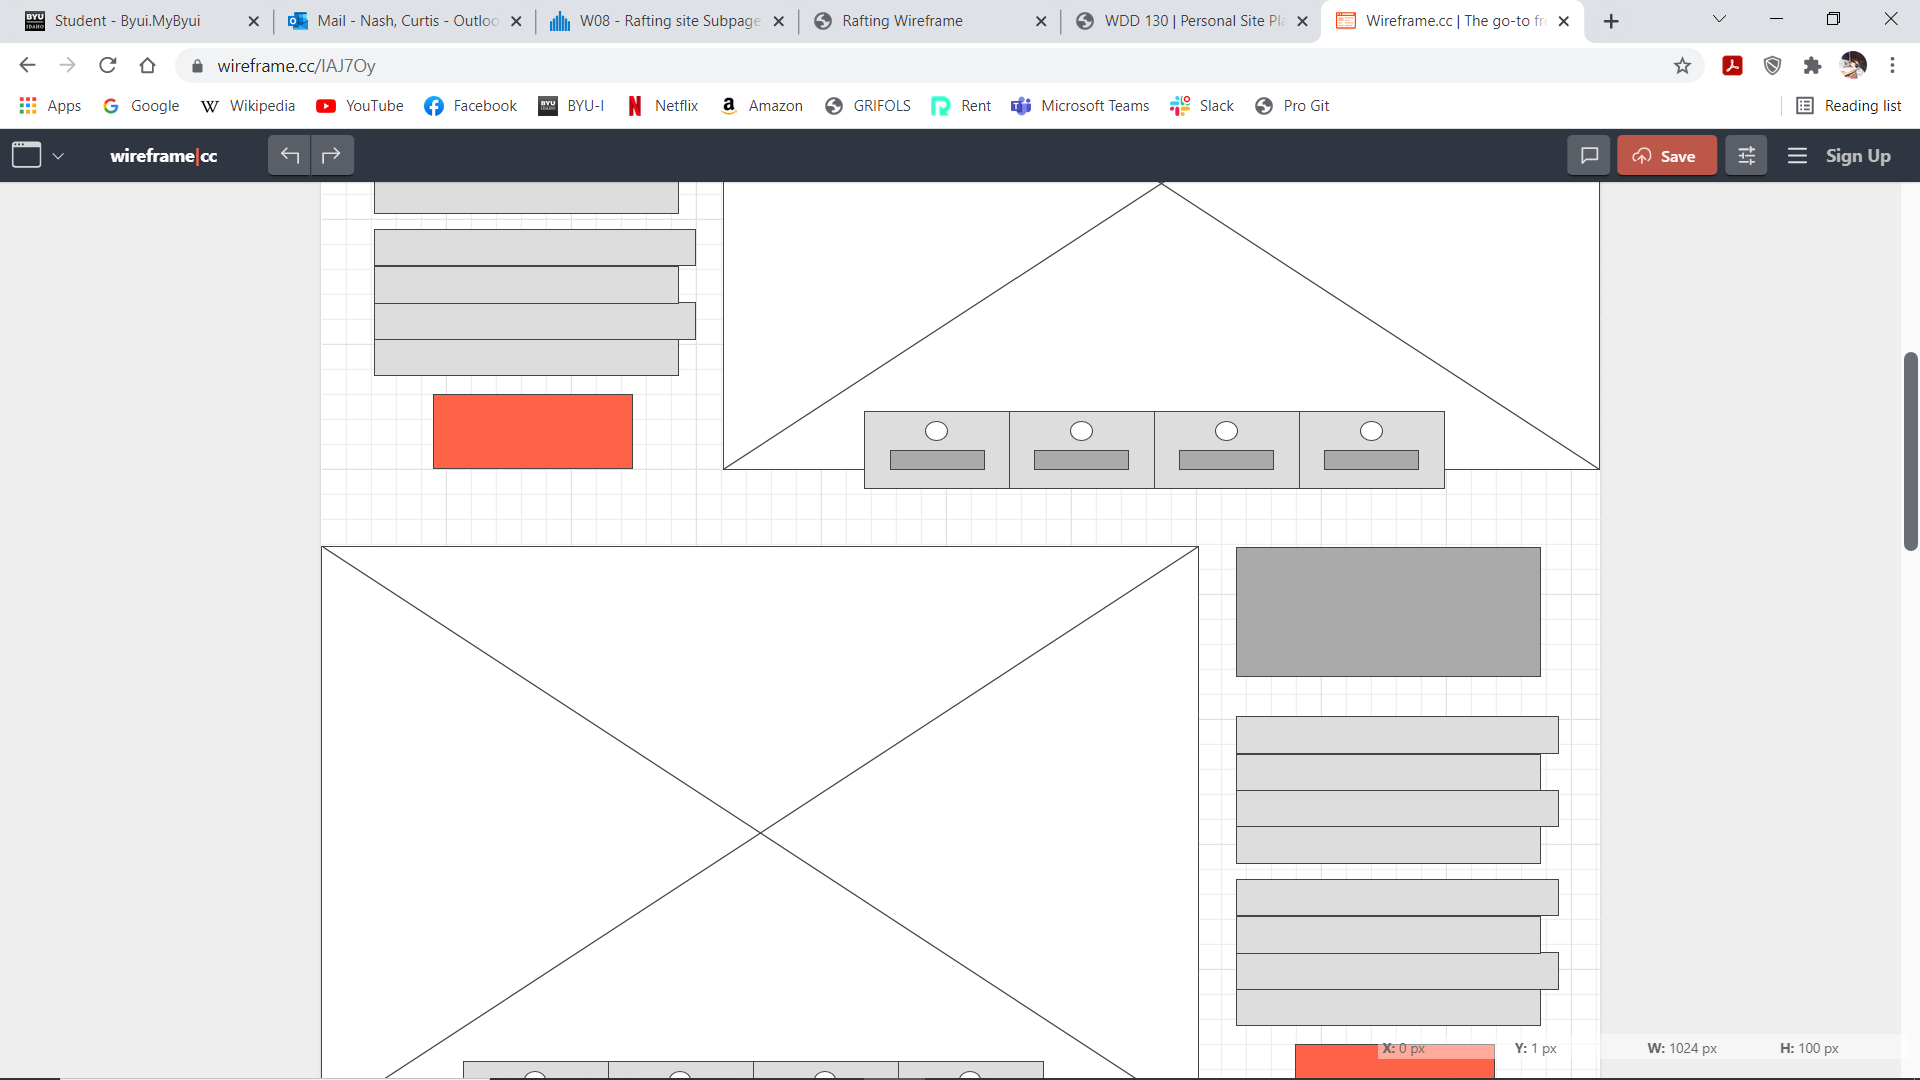 Student - Byui.MyByui
Mail - Nash, Curtis - Outloo
W08 - Rafting site Subpage
Rafting Wireframe
WDD 130 | Personal Site Pla
Wireframe.cc | The go-to fr
wireframe.cc/IAJ7Oy
Apps
Google
Wikipedia
YouTube
Facebook
BYU-I
Netflix
Amazon
GRIFOLS
Rent
Microsoft Teams
Slack
Pro Git
Reading list
wireframe|cc
Save
Sign Up
X: 0 px Y: 1 px W: 1024 px H: 100 px